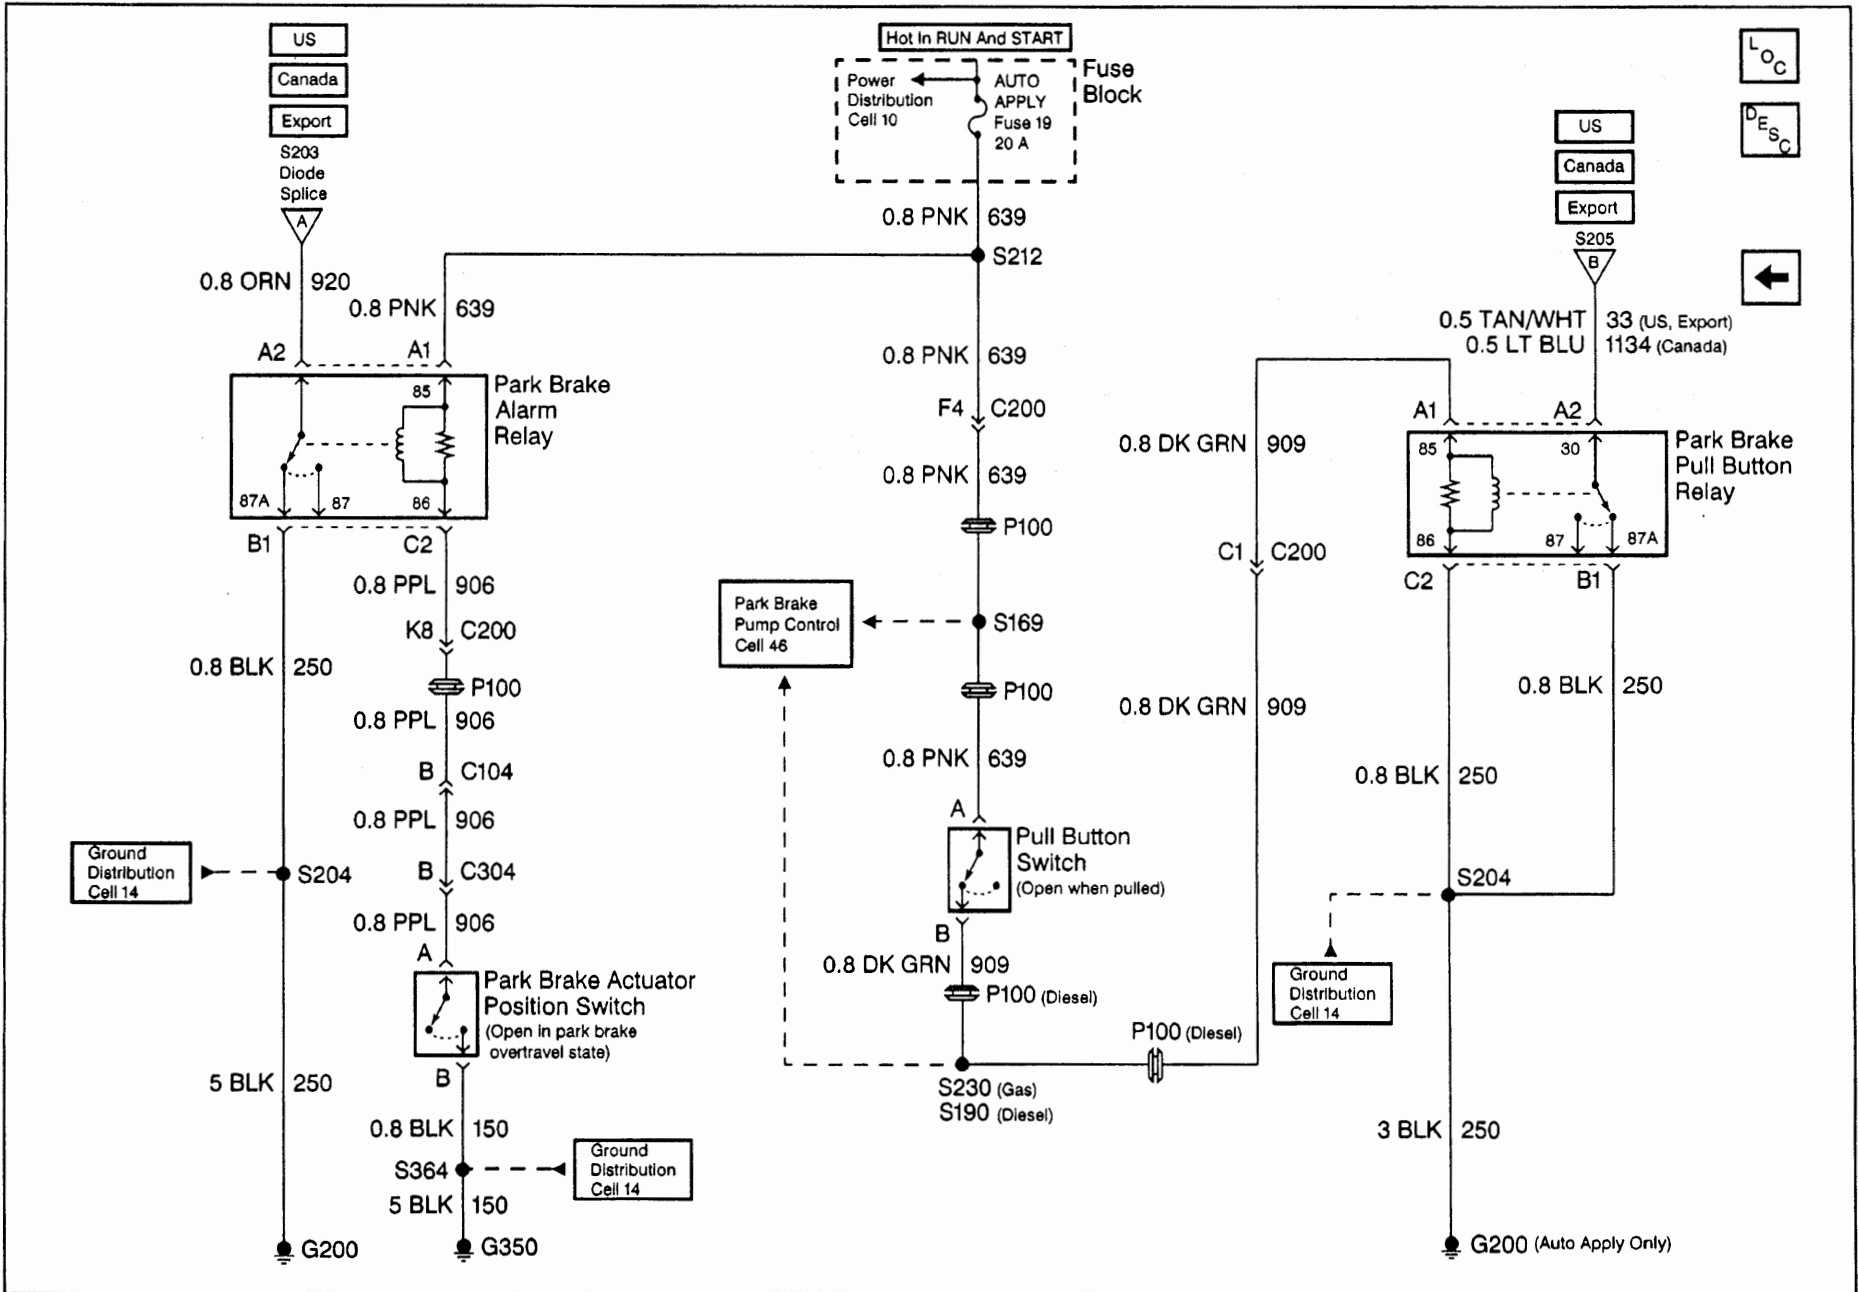 US
Canada
Export
S203
Diode
Splice
A
0.8 ORN 920
0.8 PNK 639
A2
A1
85
Park Brake
Alarm
Relay
87A
87
86
B1
C2
0.8 PPL 906
K8 C200
0.8 BLK 250
P100
0.8 PPL 906
B C104
0.8 PPL 906
Ground
Distribution
Cell 14
S204
B C304
0.8 PPL 906
A
Park Brake Actuator
Position Switch
(Open in park brake
overtravel state)
B
5 BLK 250
0.8 BLK 150
S364
Ground
Distribution
Cell 14
5 BLK 150
G200
G350
Hot In RUN And START
Power
Distribution
Cell 10
AUTO
APPLY
Fuse 19
20 A
Fuse
Block
0.8 PNK 639
S212
0.8 PNK 639
F4 C200
0.8 PNK 639
P100
Park Brake
Pump Control
Cell 46
S169
P100
0.8 PNK 639
A
Pull Button
Switch
(Open when pulled)
B
0.8 DK GRN 909
P100 (Diesel)
S230 (Gas)
S190 (Diesel)
P100 (Diesel)
0.8 DK GRN 909
C1 C200
0.8 DK GRN 909
US
Canada
Export
S205
B
0.5 TAN/WHT 33 (US, Export)
0.5 LT BLU 1134 (Canada)
A1
A2
85
30
Park Brake
Pull Button
Relay
86
87
87A
C2
B1
0.8 BLK 250
0.8 BLK 250
S204
Ground
Distribution
Cell 14
3 BLK 250
G200 (Auto Apply Only)
LOC
DESC